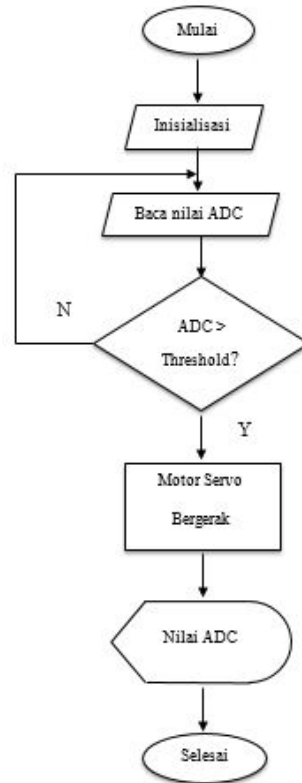 Mulai
Inisialisasi
Baca nilai ADC
N
ADC >
Threshold?
Y
Motor Servo
Bergerak
Nilai ADC
Selesai